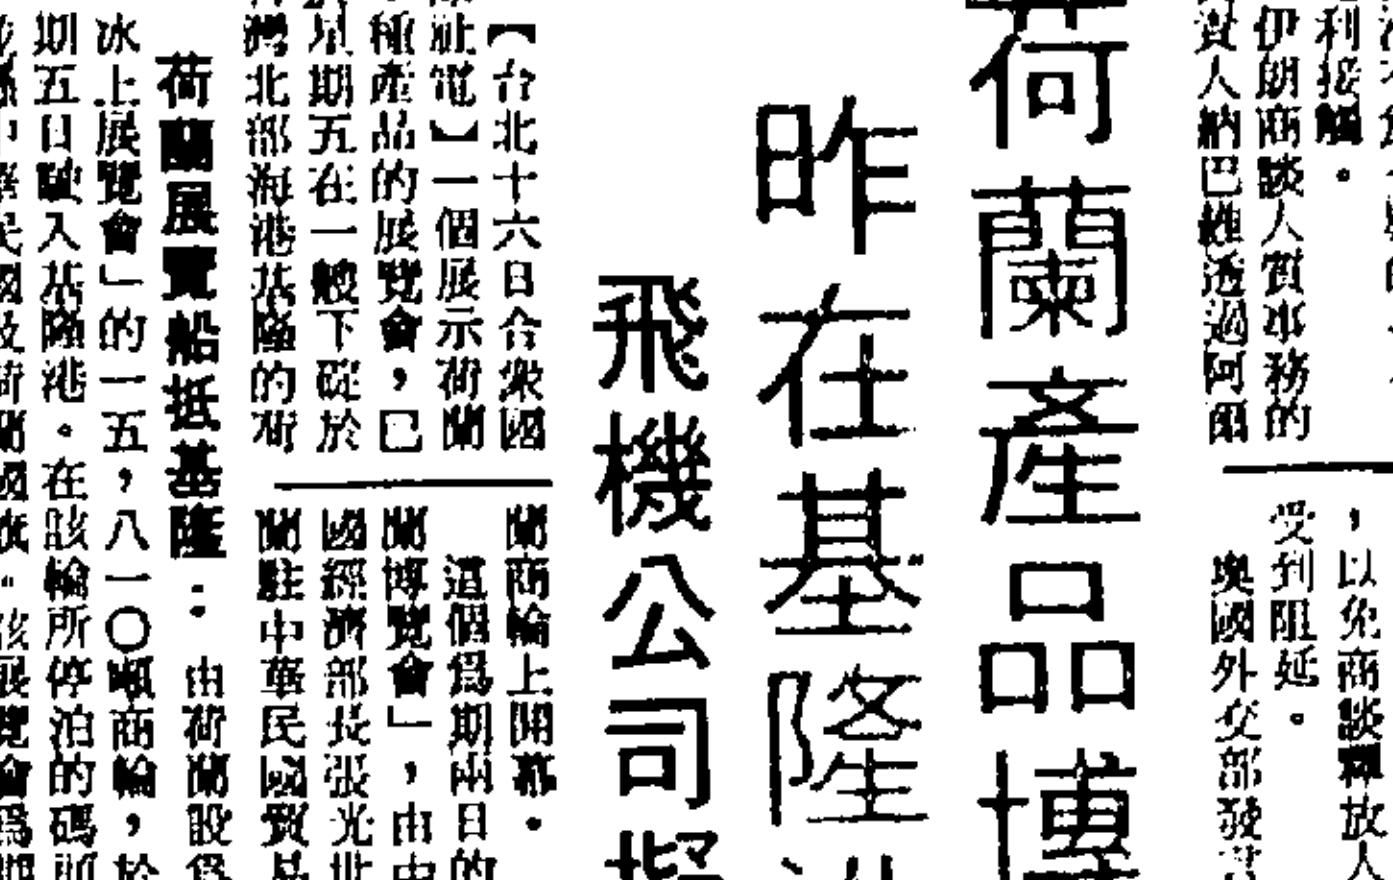 利接觸。
伊朗商談人質事務的
資人納巴維透過阿爾
，以免商談釋放人
受到阻延。
奧國外交部發
荷蘭產品博
昨在基隆
飛機公司擬
【台北十六日合衆國
社電】一個展示荷蘭
種產品的展覽會，已
星期五在一艘下碇於
灣北部海港基隆的荷
蘭商輪上開幕。
這個爲期兩日的
蘭博覽會」，由中
國經濟部長張光世
蘭駐中華民國貿易
荷蘭展覽船抵基隆：由荷蘭設
冰上展覽會」的一五，八一〇噸商輪，於
期五日駛入基隆港。在該輪所停泊的碼頭